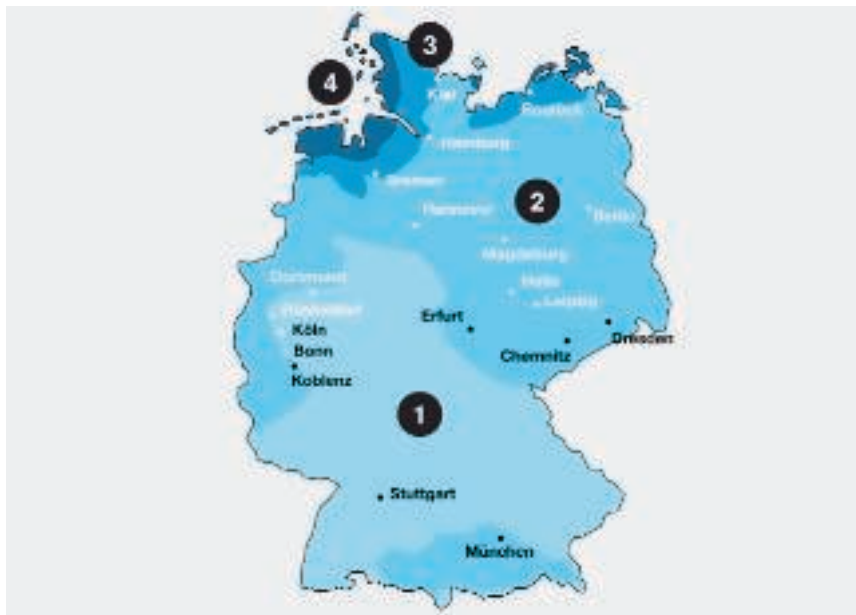 3
4
Kiel
Rostock
Hamburg
Bremen
2
Hannover
Berlin
Magdeburg
Dortmund
Halle
Leipzig
Düsseldorf
Erfurt
Köln
Dresden
Bonn
Chemnitz
Koblenz
1
Stuttgart
München